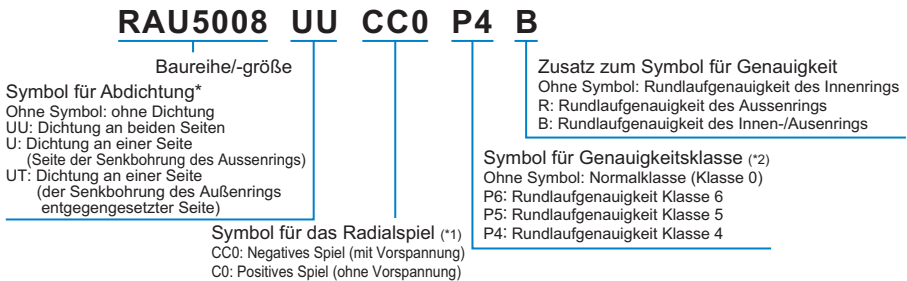 RAU5008 UU CC0 P4 B
Baureihe/-größe
Symbol für Abdichtung*
Ohne Symbol: ohne Dichtung
UU: Dichtung an beiden Seiten
U: Dichtung an einer Seite
(Seite der Senkbohrung des Aussenrings)
UT: Dichtung an einer Seite
(der Senkbohrung des Außenrings
entgegengesetzter Seite)
Symbol für das Radialspiel (*1)
CC0: Negatives Spiel (mit Vorspannung)
C0: Positives Spiel (ohne Vorspannung)
Symbol für Genauigkeitsklasse (*2)
Ohne Symbol: Normalklasse (Klasse 0)
P6: Rundlaufgenauigkeit Klasse 6
P5: Rundlaufgenauigkeit Klasse 5
P4: Rundlaufgenauigkeit Klasse 4
Zusatz zum Symbol für Genauigkeit
Ohne Symbol: Rundlaufgenauigkeit des Innenrings
R: Rundlaufgenauigkeit des Aussenrings
B: Rundlaufgenauigkeit des Innen-/Ausenrings